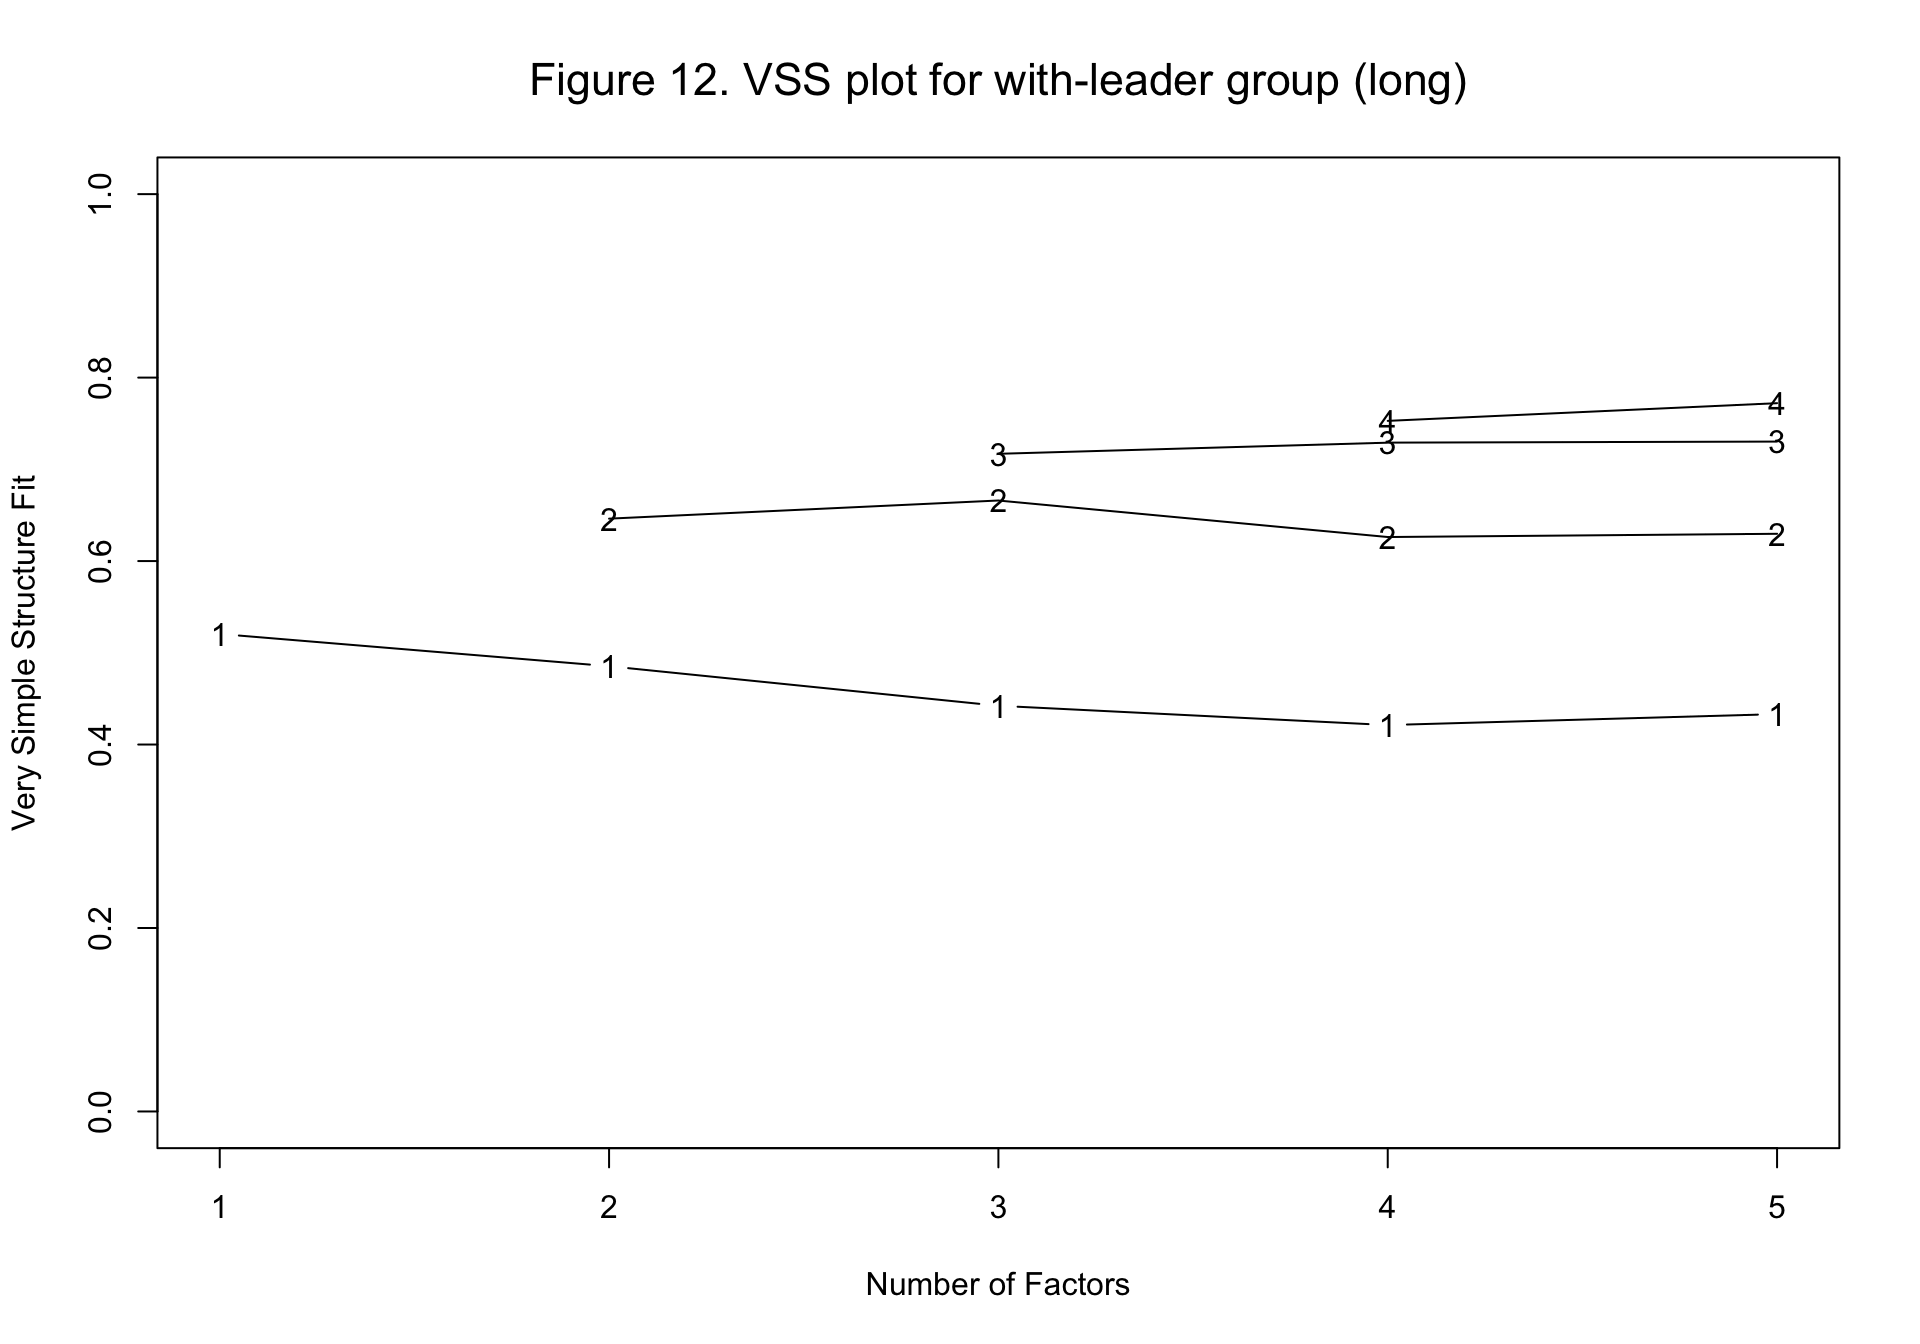 Figure 12. VSS plot for with-leader group (long)
Very Simple Structure Fit
1.0
0.8
0.6
0.4
0.2
0.0
4 4
3 3 3
2 2 2 2
1 1 1 1 1
1 2 3 4 5
Number of Factors